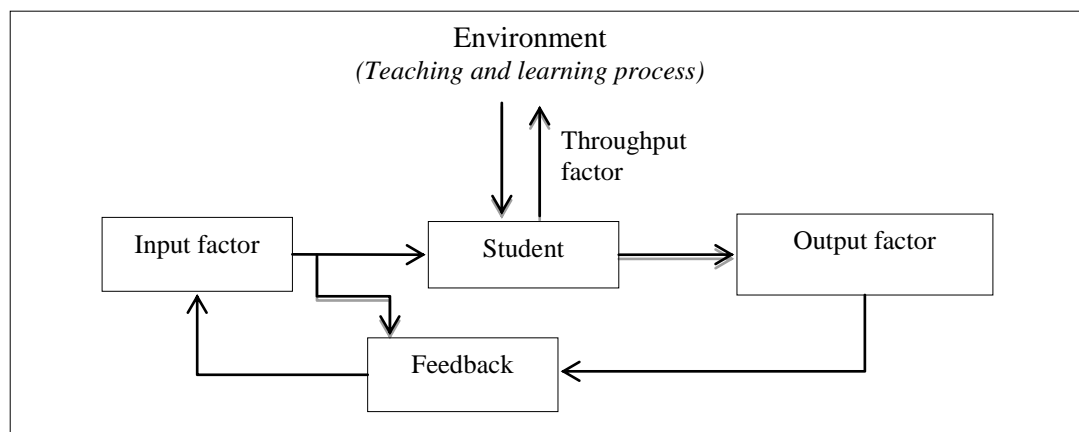 Environment
(Teaching and learning process)
Throughput
factor
Input factor
Student
Output factor
Feedback